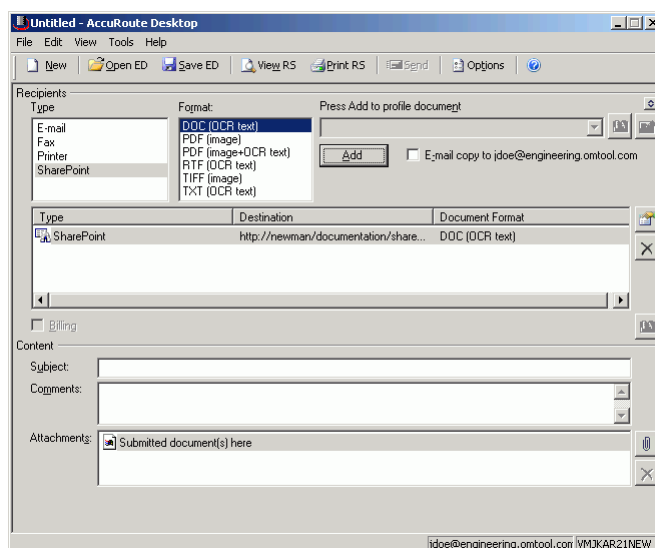 Untitled - AccuRoute Desktop
File Edit View Tools Help
New Open ED Save ED View RS Print RS Send Options
Recipients
Type Format: Press Add to profile document
E-mail
Fax
Printer
SharePoint
DOC (OCR text)
PDF (image)
PDF (image+OCR text)
RTF (OCR text)
TIFF (image)
TXT (OCR text)
Add E-mail copy to jdoe@engineering.omtool.com
Type Destination Document Format
SharePoint http://newman/documentation/share... DOC (OCR text)
Billing
Content
Subject:
Comments:
Attachments: Submitted document(s) here
jdoe@engineering.omtool.com VMJKAR21NEW